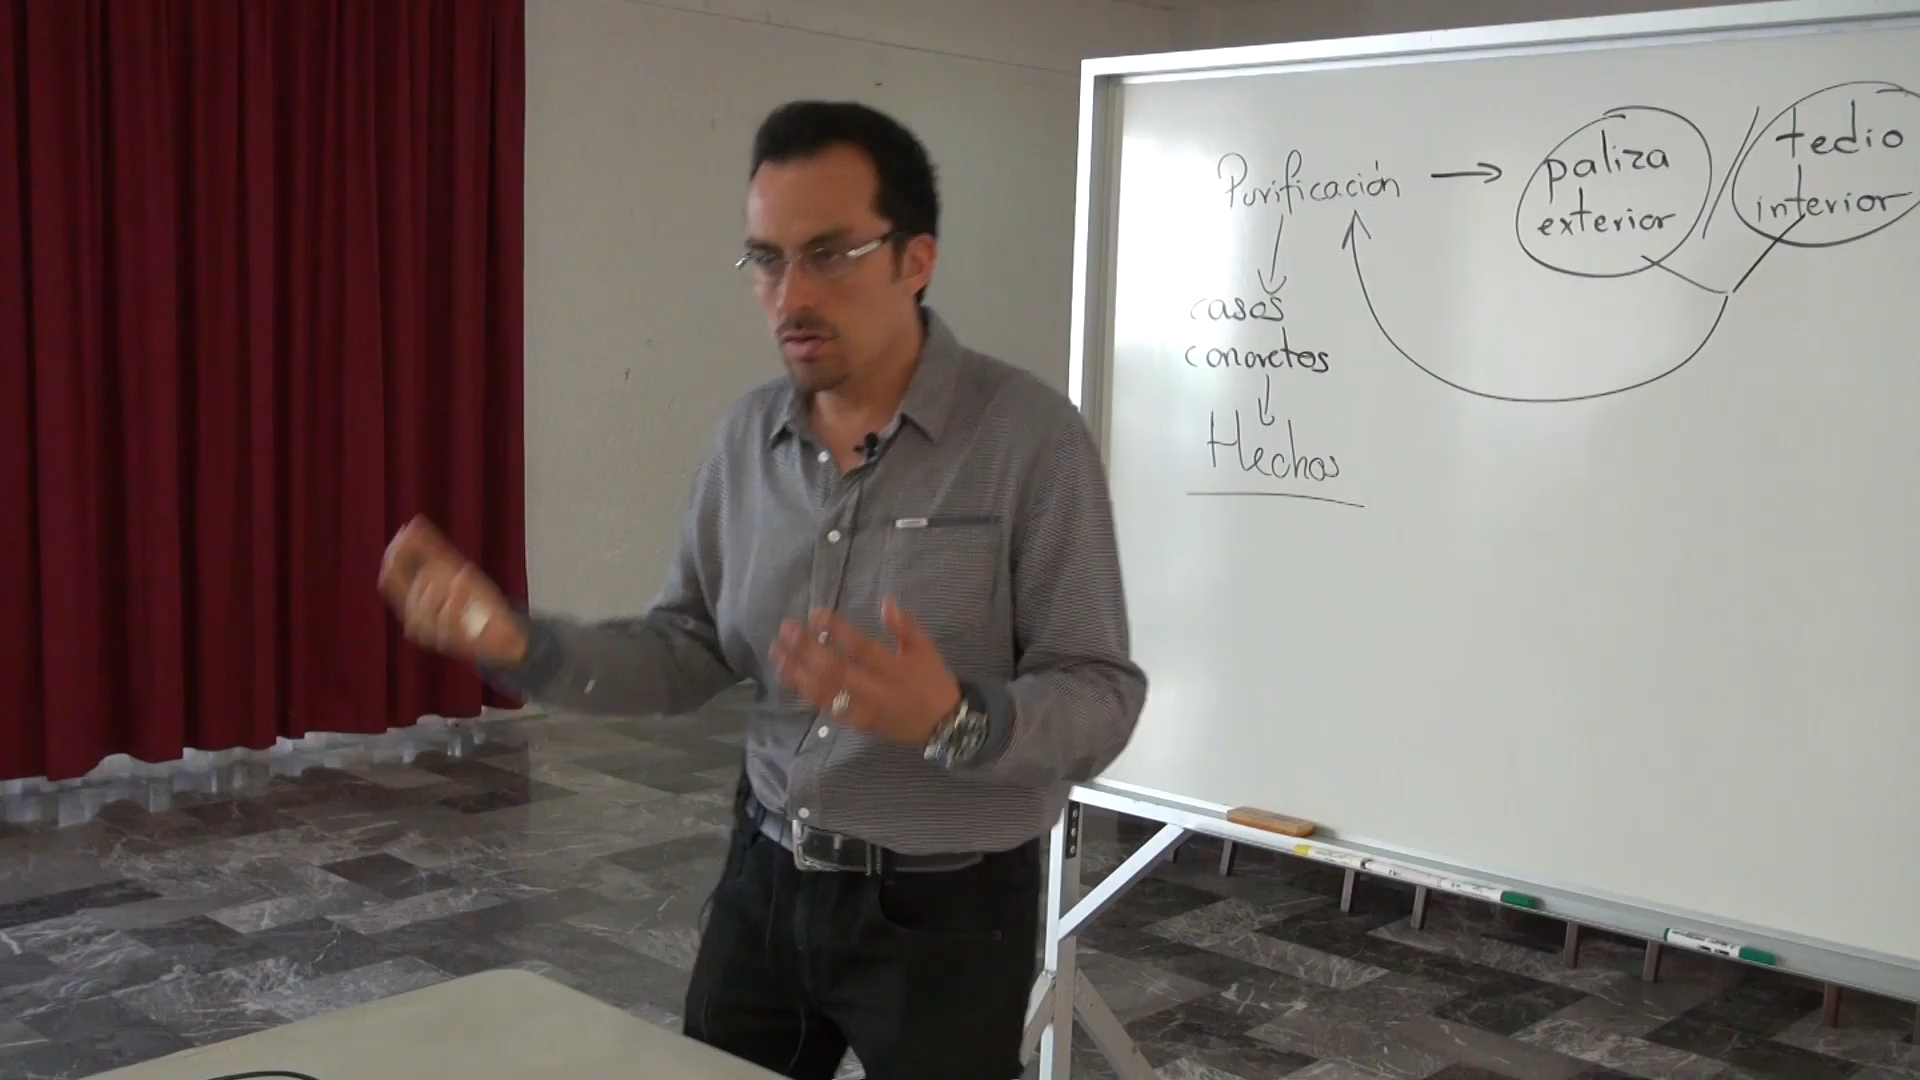 Purificación → paliza exterior / tedio interior
casos
concretos
Hechos